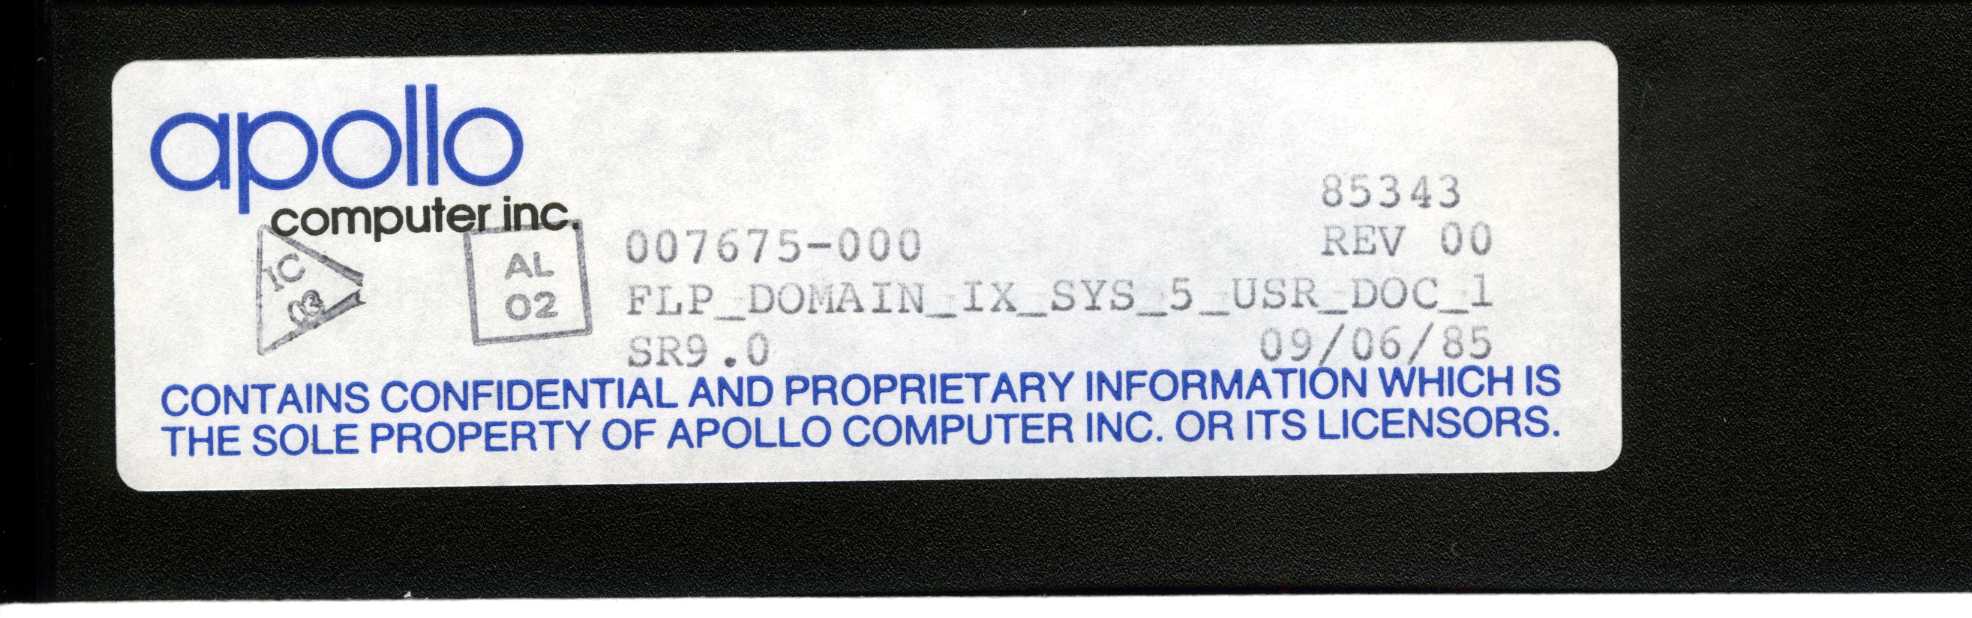 apollo
computer inc.
85343
IC
03
AL
02
007675-000 REV 00
FLP_DOMAIN_IX_SYS_5_USR_DOC_1
SR9.0 09/06/85
CONTAINS CONFIDENTIAL AND PROPRIETARY INFORMATION WHICH IS
THE SOLE PROPERTY OF APOLLO COMPUTER INC. OR ITS LICENSORS.